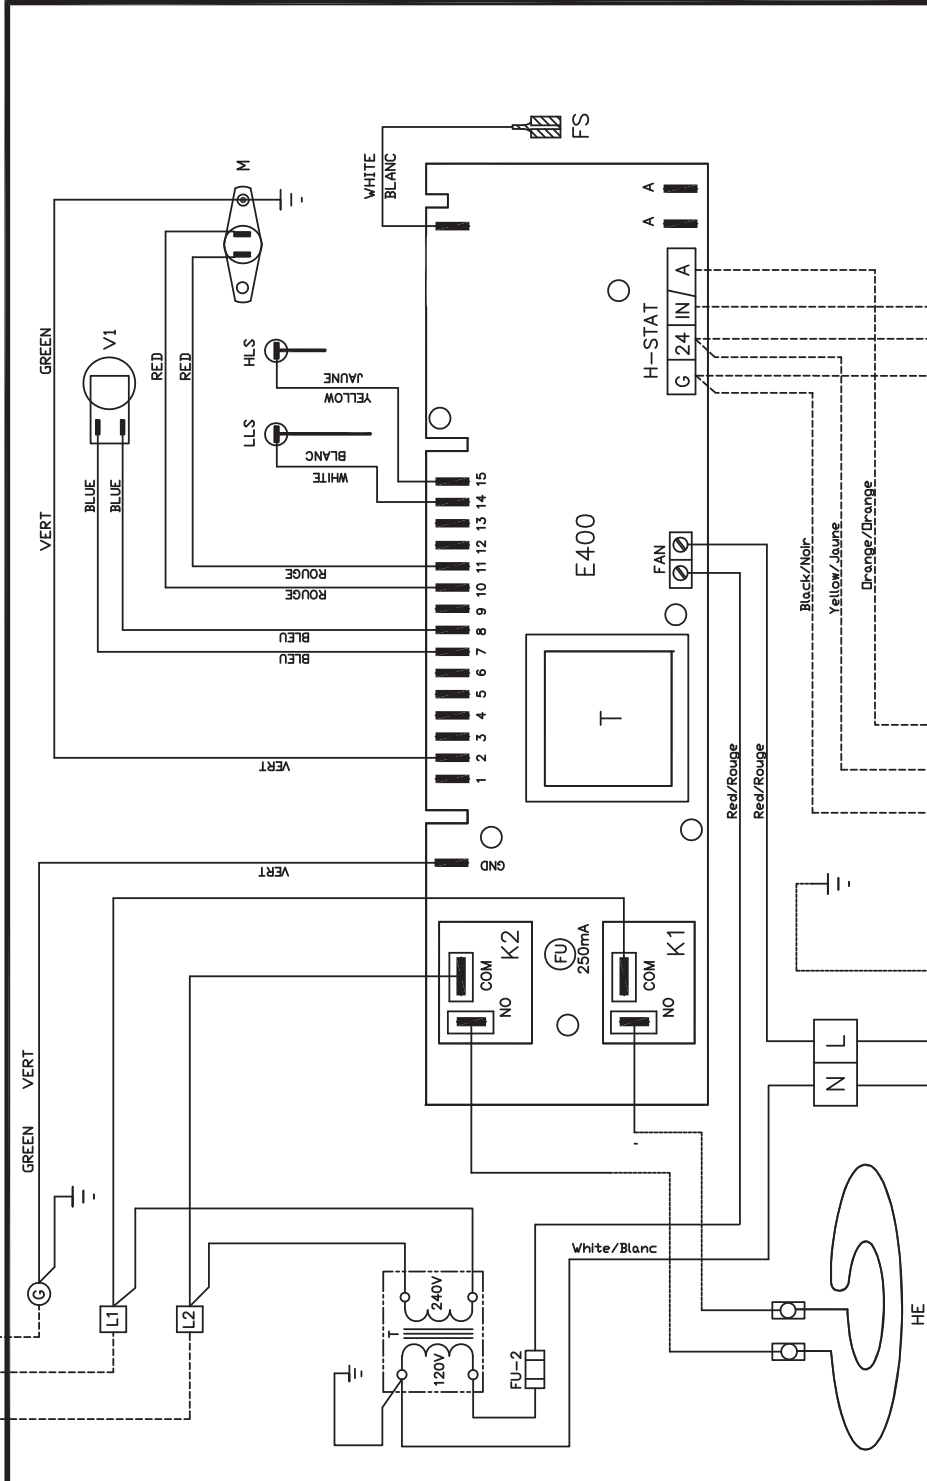 FS
WHITE
BLANC
M
A
A
H-STAT
G 24 IN / A
GREEN
VERT
V1
RED
RED
HLS
JAUNE
YELLOW
LLS
BLANC
WHITE
BLUE
BLUE
ROUGE
ROUGE
BLEU
BLEU
VERT
15
14
13
12
11
10
9
8
7
6
5
4
3
2
1
E400
FAN
T
Black/Noir
Yellow/Jaune
Orange/Orange
Red/Rouge
Red/Rouge
VERT
GND
K2
COM
NO
FU
250mA
K1
COM
NO
GREEN VERT
N L
G
L1
L2
T
240V
120V
FU-2
White/Blanc
HE